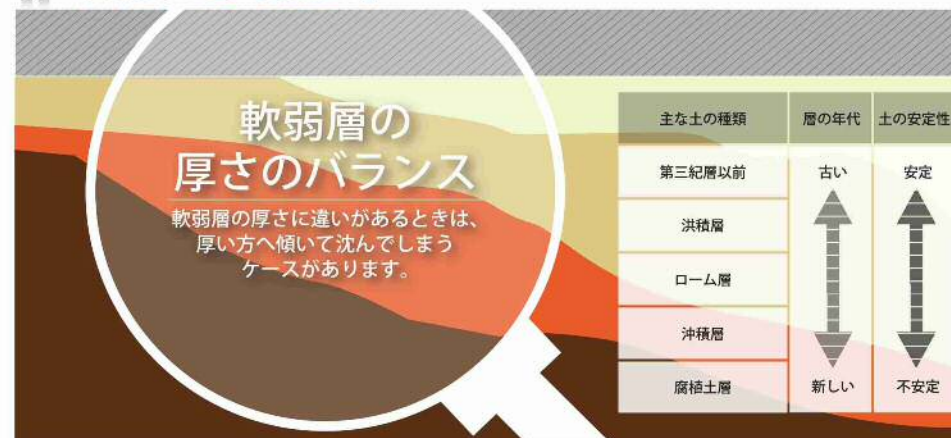 軟弱層の
厚さのバランス
軟弱層の厚さに違いがあるときは、
厚い方へ傾いて沈んでしまう
ケースがあります。
主な土の種類 層の年代 土の安定性
第三紀層以前 古い 安定
洪積層
ローム層
沖積層
腐植土層 新しい 不安定